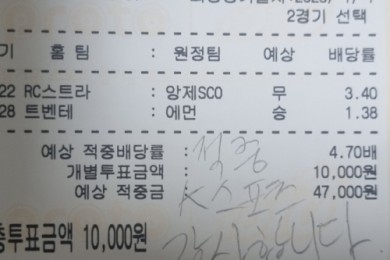 2경기 선택
기 홈 팀 : 원정팀 예상 배당률
22 RC스트라 : 앙제SCO 무 3.40
28 트벤테 : 에먼 승 1.38
예상 적중배당률 : 4.70배
개별투표금액 : 10,000원
예상 적중금 : 47,000원
적중
K스포츠
총투표금액 10,000원
감사합니다.